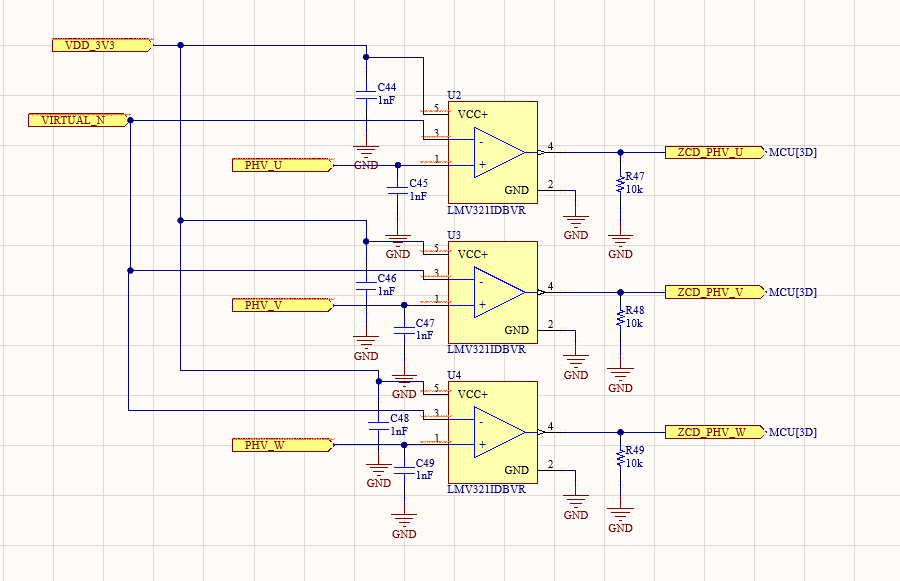 VDD_3V3
C44
1nF
GND
VIRTUAL_N
PHV_U
C45
1nF
GND
U2
5
VCC+
3
-
1
+
4
GND
2
LMV321IDBVR
GND
ZCD_PHV_U
MCU[3D]
R47
10k
GND
C46
1nF
GND
PHV_V
C47
1nF
GND
U3
5
VCC+
3
-
1
+
4
GND
2
LMV321IDBVR
GND
ZCD_PHV_V
MCU[3D]
R48
10k
GND
C48
1nF
GND
PHV_W
C49
1nF
GND
U4
5
VCC+
3
-
1
+
4
GND
2
LMV321IDBVR
GND
ZCD_PHV_W
MCU[3D]
R49
10k
GND